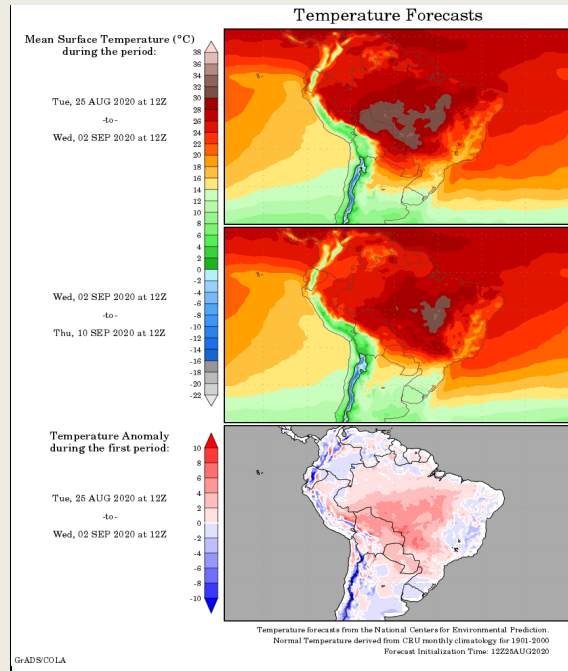 Temperature Forecasts
Mean Surface Temperature (°C)
during the period:
Tue, 25 AUG 2020 at 12Z
-to-
Wed, 02 SEP 2020 at 12Z
38
36
34
32
30
28
26
24
22
20
18
16
14
12
10
8
6
4
2
0
-2
-4
-6
-8
-10
-12
-14
-16
-18
-20
-22
Wed, 02 SEP 2020 at 12Z
-to-
Thu, 10 SEP 2020 at 12Z
Temperature Anomaly
during the first period:
Tue, 25 AUG 2020 at 12Z
-to-
Wed, 02 SEP 2020 at 12Z
10
8
6
4
2
0
-2
-4
-6
-8
-10
Temperature forecasts from the National Centers for Environmental Prediction.
Normal Temperature derived from CRU monthly climatology for 1901-2000
Forecast Initialization Time: 12Z25AUG2020
GrADS/COLA